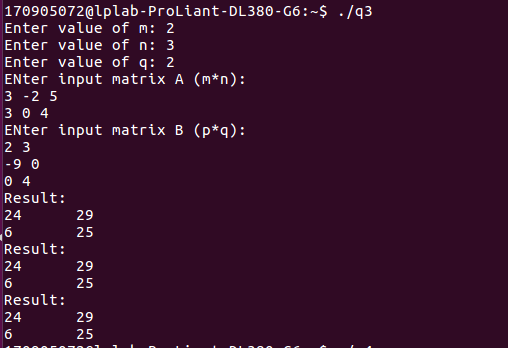 170905072@lplab-ProLiant-DL380-G6:~$ ./q3
Enter value of m: 2
Enter value of n: 3
Enter value of q: 2
ENter input matrix A (m*n):
3 -2 5
3 0 4
ENter input matrix B (p*q):
2 3
-9 0
0 4
Result:
24 29
6 25
Result:
24 29
6 25
Result:
24 29
6 25